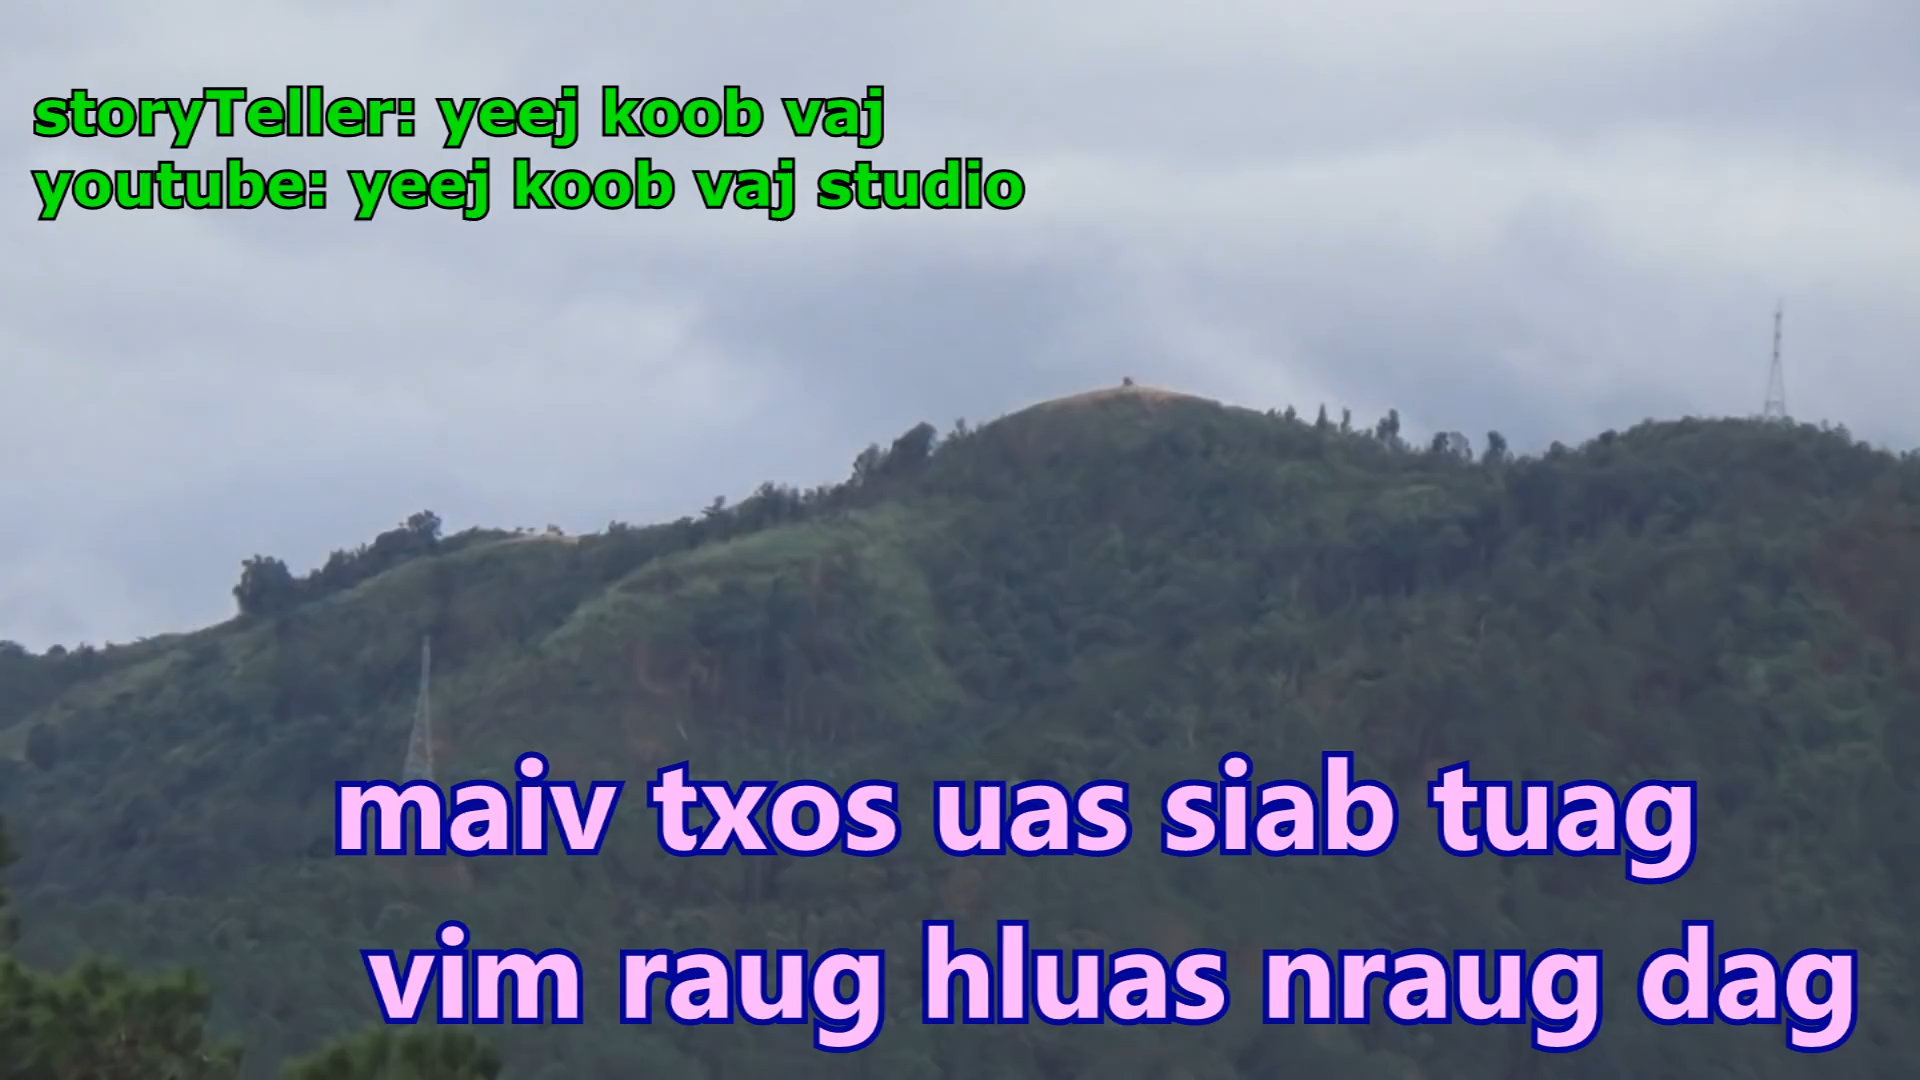 storyTeller: yeej koob vaj
youtube: yeej koob vaj studio
maiv txos uas siab tuag
vim raug hluas nraug dag